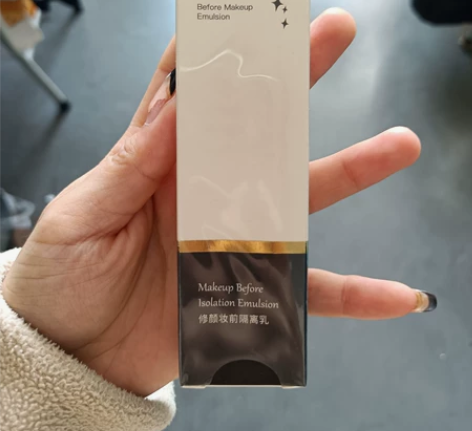 Before Makeup
Emulsion
Makeup Before
Isolation Emulsion
修颜妆前隔离乳